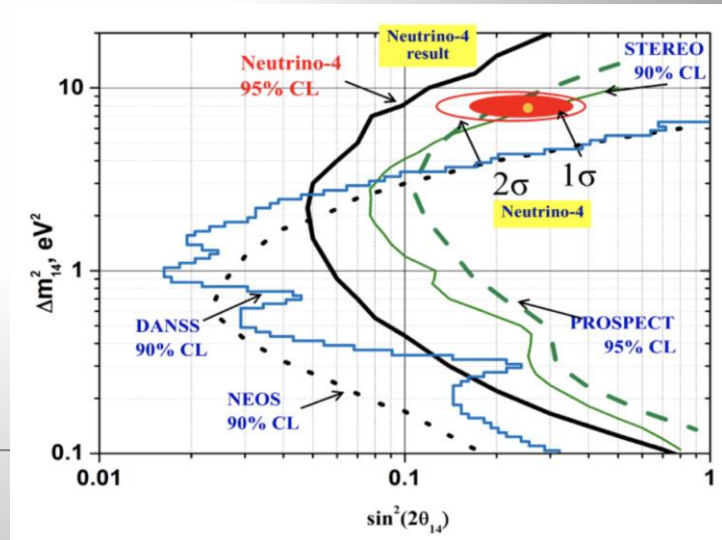 Neutrino-4
result
Neutrino-4
95% CL
STEREO
90% CL
10
2σ
1σ
Neutrino-4
Δm²₁₄, eV²
1
DANSS
90% CL
PROSPECT
95% CL
NEOS
90% CL
0.1
0.01
0.1
1
sin²(2θ₁₄)